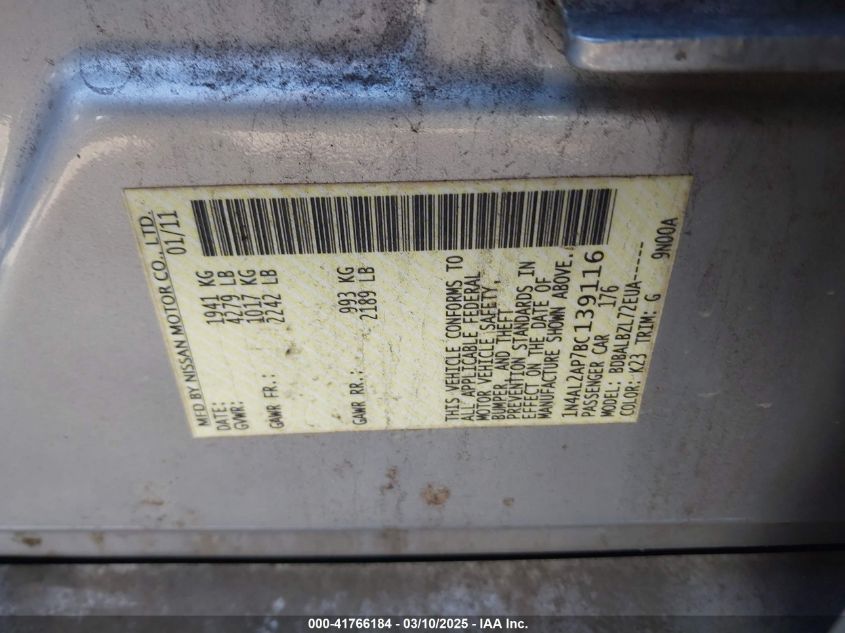 MFD BY NISSAN MOTOR CO., LTD.
DATE: 01/11
GVWR: 1941 KG
4279 LB
GAWR FR.: 1017 KG
2242 LB
GAWR RR.: 993 KG
2189 LB
THIS VEHICLE CONFORMS TO
ALL APPLICABLE FEDERAL
MOTOR VEHICLE SAFETY,
BUMPER, AND THEFT
PREVENTION STANDARDS IN
EFFECT ON THE DATE OF
MANUFACTURE SHOWN ABOVE.
1N4AL2AP7BC139116
PASSENGER CAR 176
MODEL: BDBALBZL72EUA------
COLOR: K23 TRIM: G 9N00A
000-41766184 - 03/10/2025 - IAA Inc.